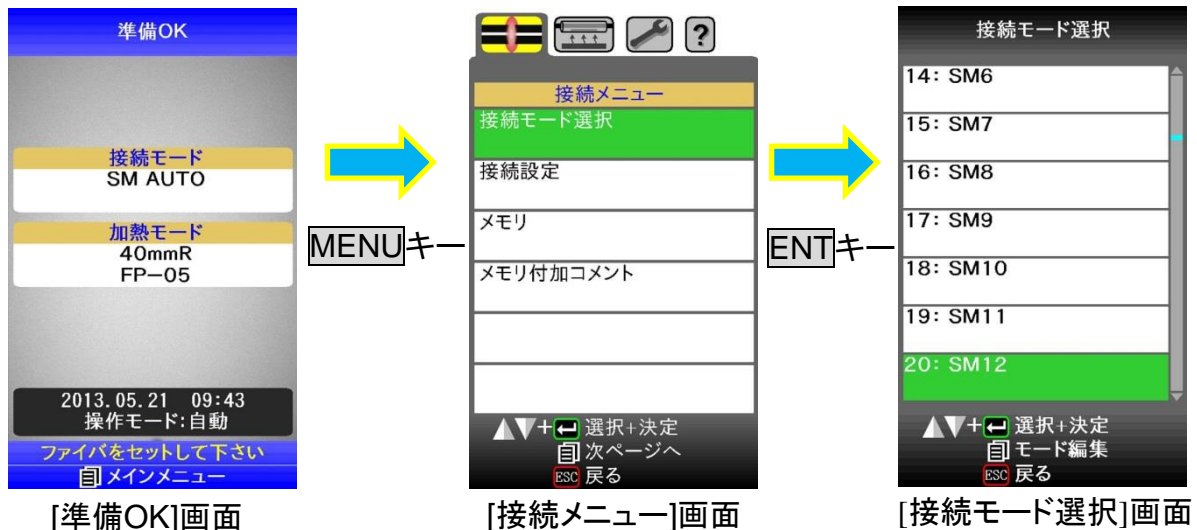 準備OK
接続モード
SM AUTO
加熱モード
40mmR
FP-05
2013.05.21 09:43
操作モード:自動
ファイバをセットして下さい
メインメニュー
[準備OK]画面
MENUキー
?
接続メニュー
接続モード選択
接続設定
メモリ
メモリ付加コメント
+ 選択+決定
次ページへ
ESC 戻る
[接続メニュー]画面
ENTキー
接続モード選択
14: SM6
15: SM7
16: SM8
17: SM9
18: SM10
19: SM11
20: SM12
+ 選択+決定
モード編集
ESC 戻る
[接続モード選択]画面